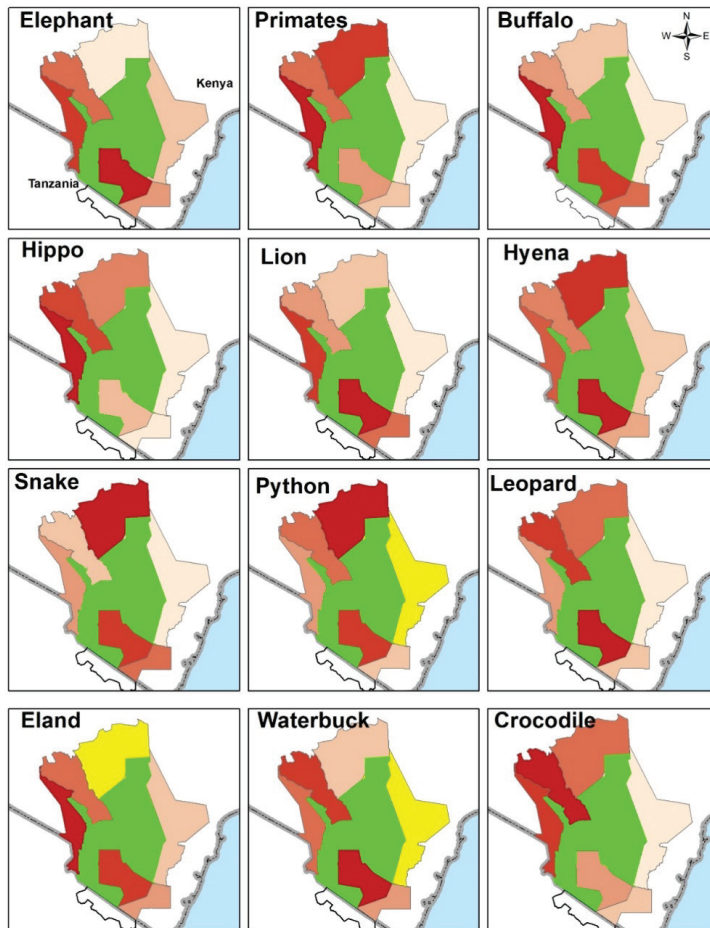 Elephant
Primates
Buffalo
N
W E
S
Kenya
Tanzania
Hippo
Lion
Hyena
Snake
Python
Leopard
Eland
Waterbuck
Crocodile